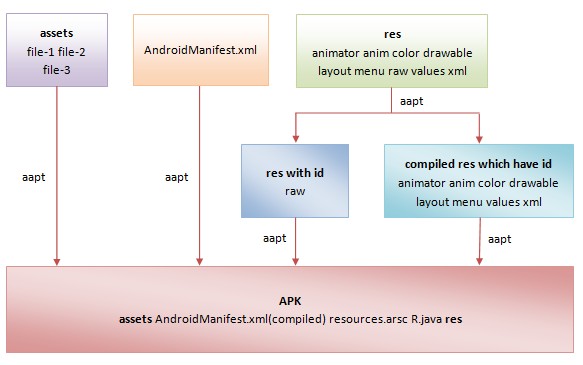 assets
file-1 file-2
file-3
AndroidManifest.xml
res
animator anim color drawable
layout menu raw values xml
aapt
res with id
raw
compiled res which have id
animator anim color drawable
layout menu values xml
aapt
aapt
aapt
aapt
APK
assets AndroidManifest.xml(compiled) resources.arsc R.java res